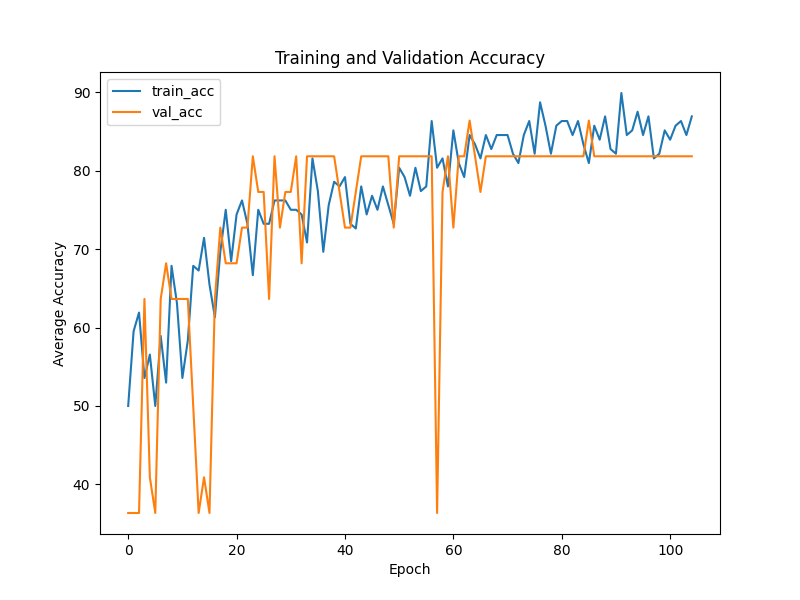 Training and Validation Accuracy
train_acc
val_acc
90
80
70
60
50
40
Average Accuracy
0 20 40 60 80 100
Epoch